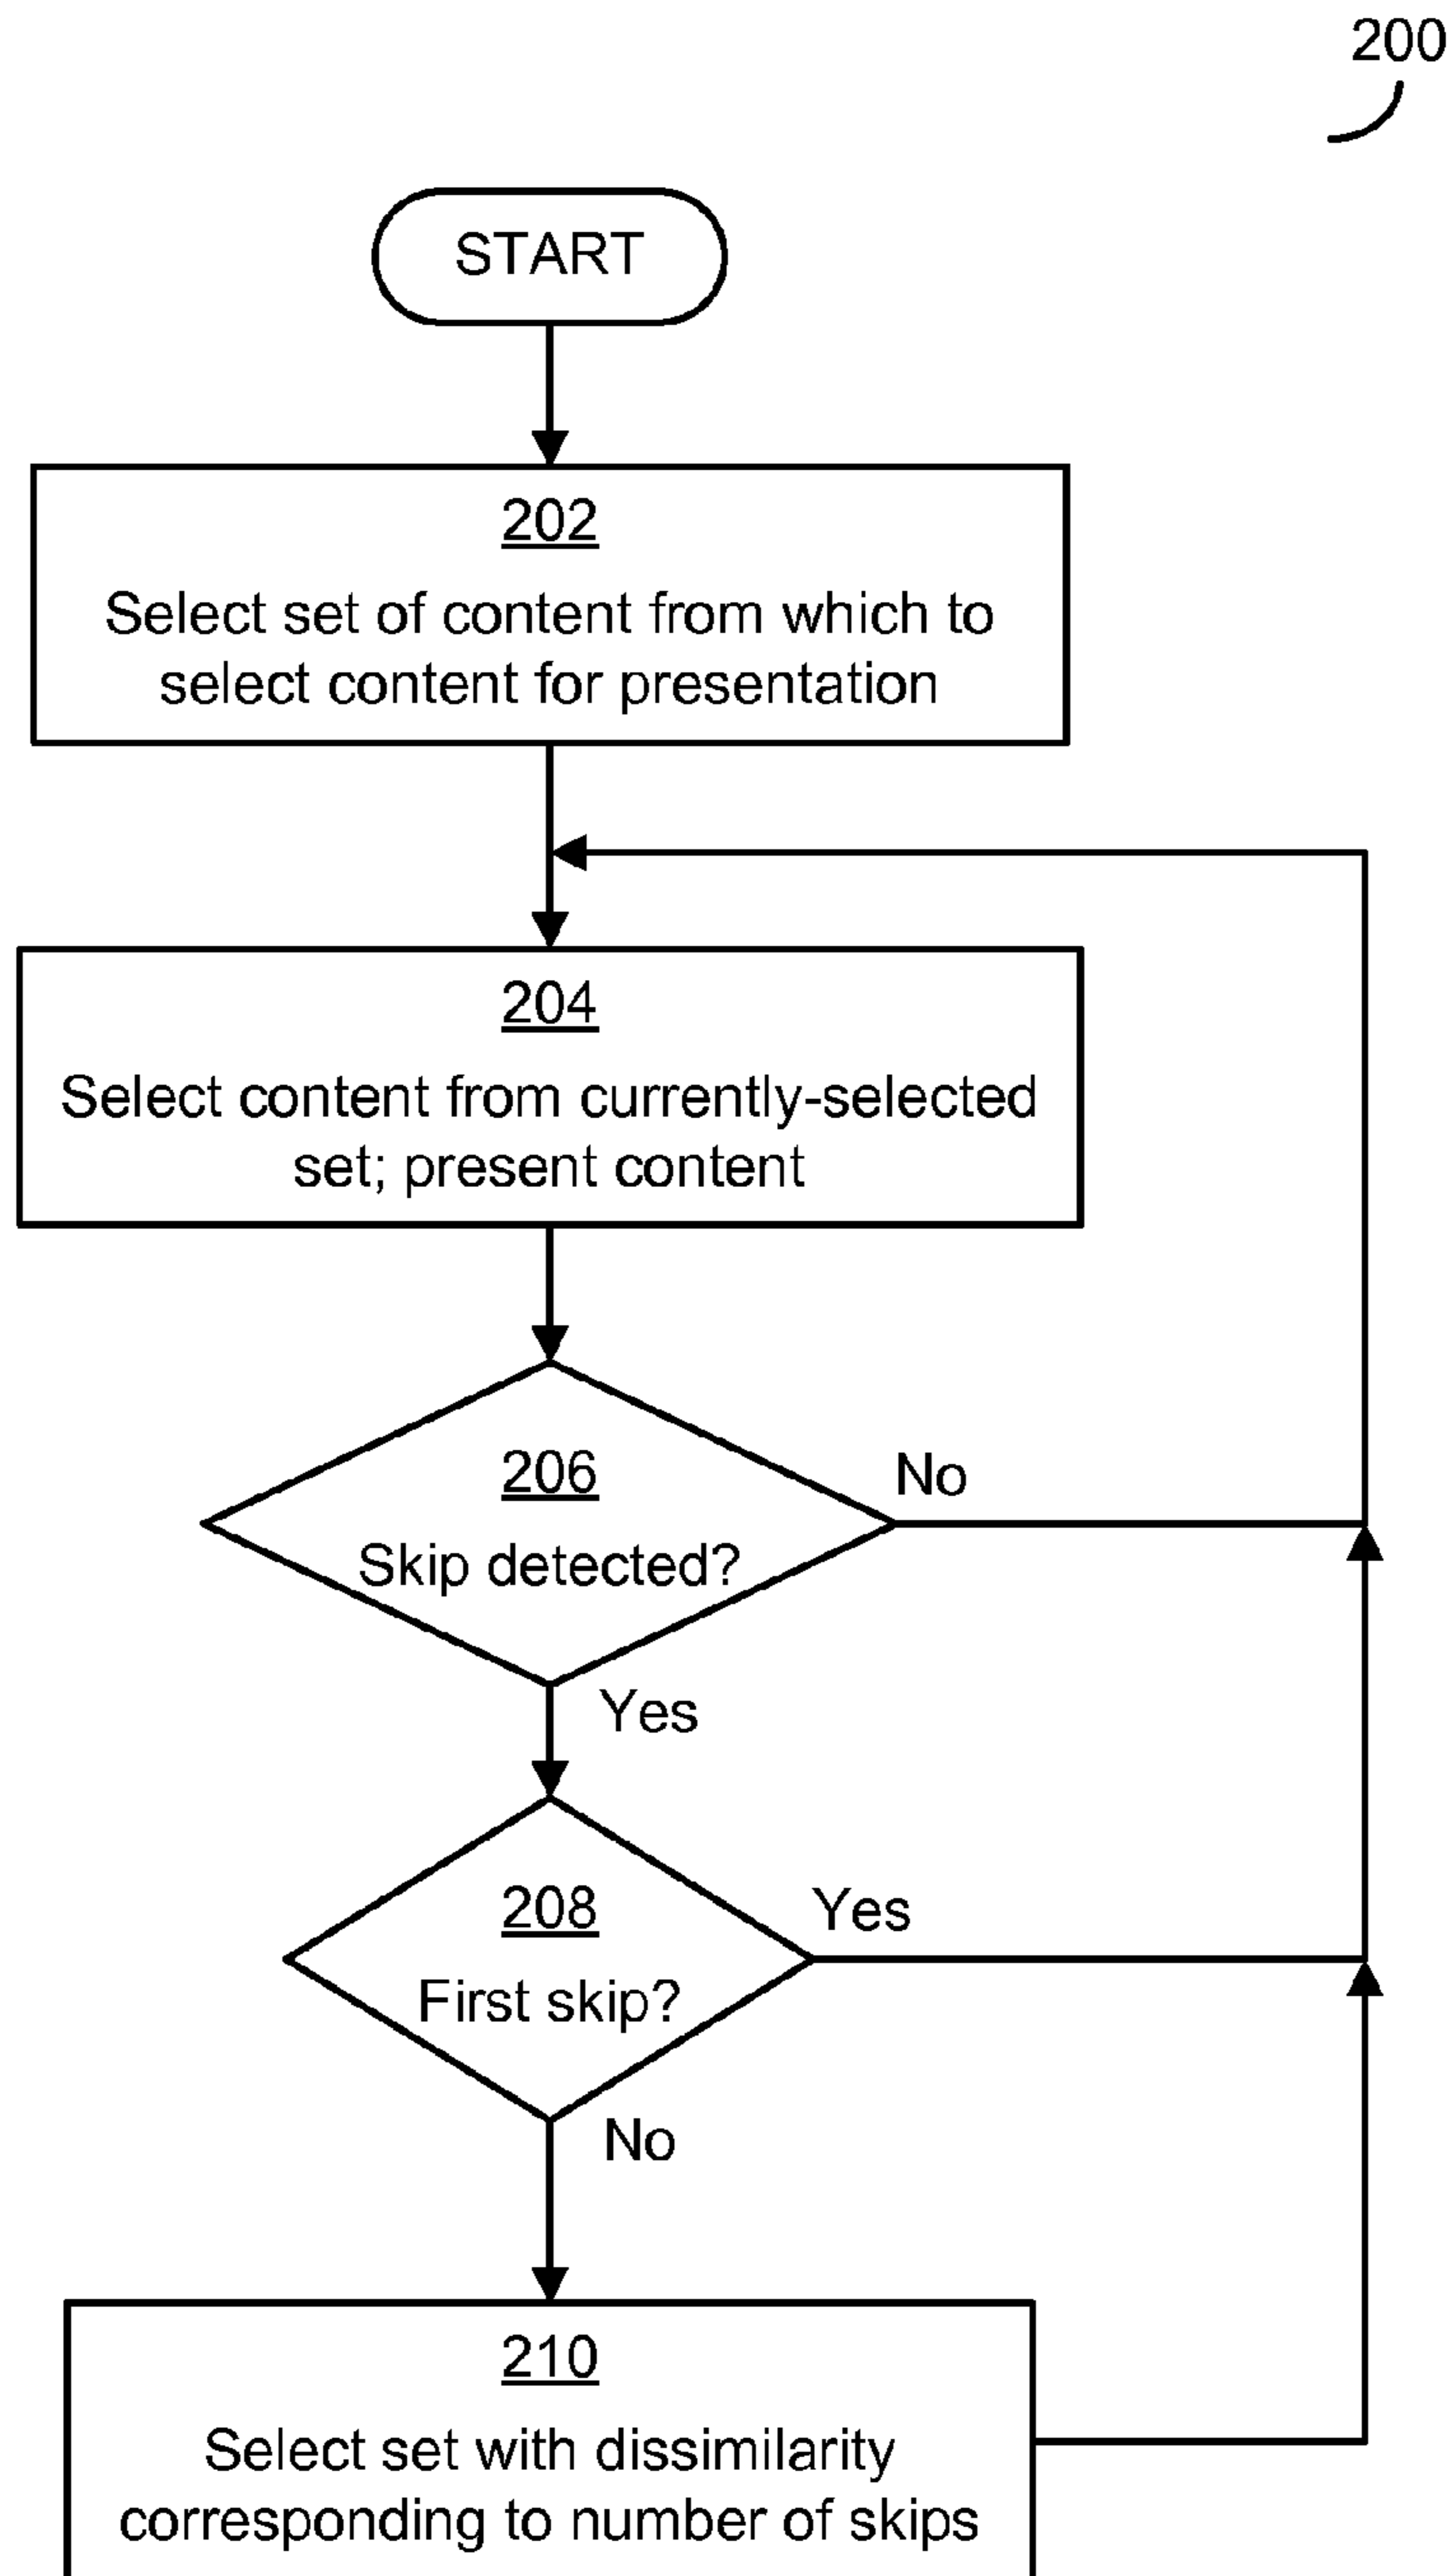 200
START
202
Select set of content from which to
select content for presentation
204
Select content from currently-selected
set; present content
206
Skip detected?
No
Yes
208
First skip?
Yes
No
210
Select set with dissimilarity
corresponding to number of skips